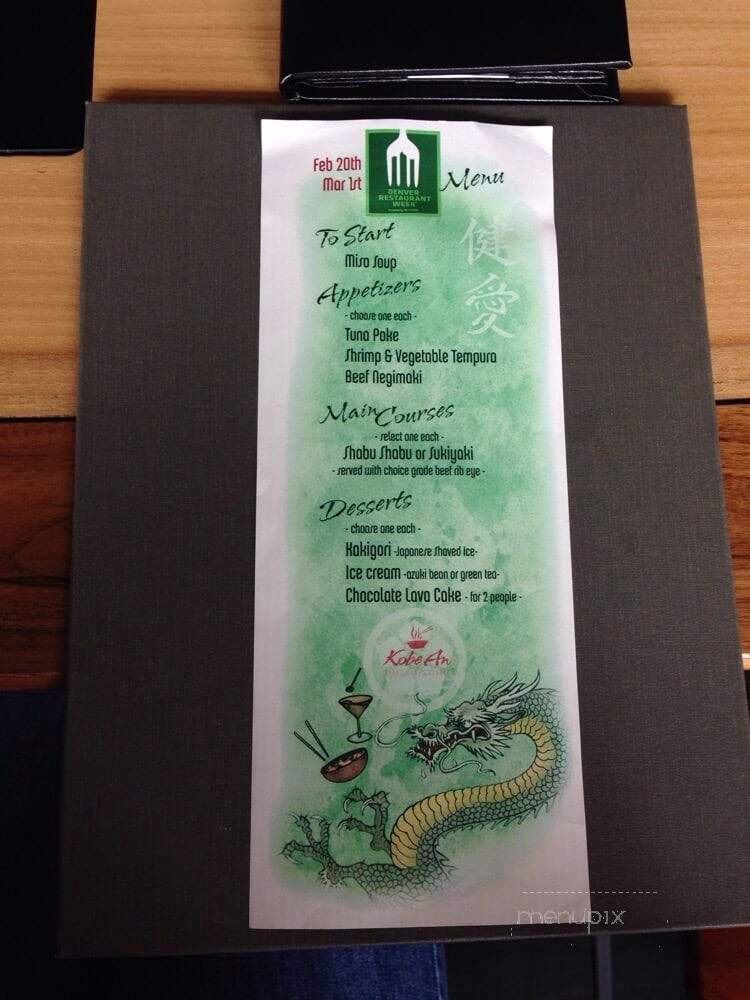 Feb 20th
Mar 1st
DENVER
RESTAURANT
WEEK
Menu
健
愛
To Start
Miso Soup
Appetizers
- choose one each -
Tuna Poke
Shrimp & Vegetable Tempura
Beef Negimaki
Main Courses
- select one each -
Shabu Shabu or Sukiyaki
- served with choice grade beef rib eye -
Desserts
- choose one each -
Kakigori -Japanese Shaved Ice-
Ice cream -azuki bean or green tea-
Chocolate Lava Cake - for 2 people -
Kobe An
menupix